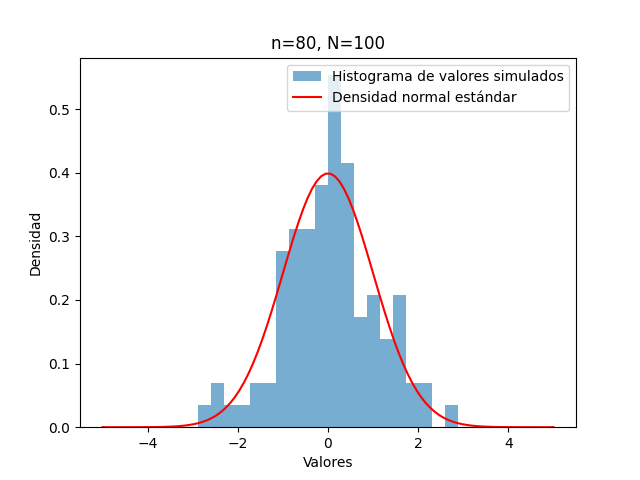 n=80, N=100
Histograma de valores simulados
Densidad normal estándar
0.5
0.4
0.3
0.2
0.1
0.0
Densidad
−4
−2
0
2
4
Valores